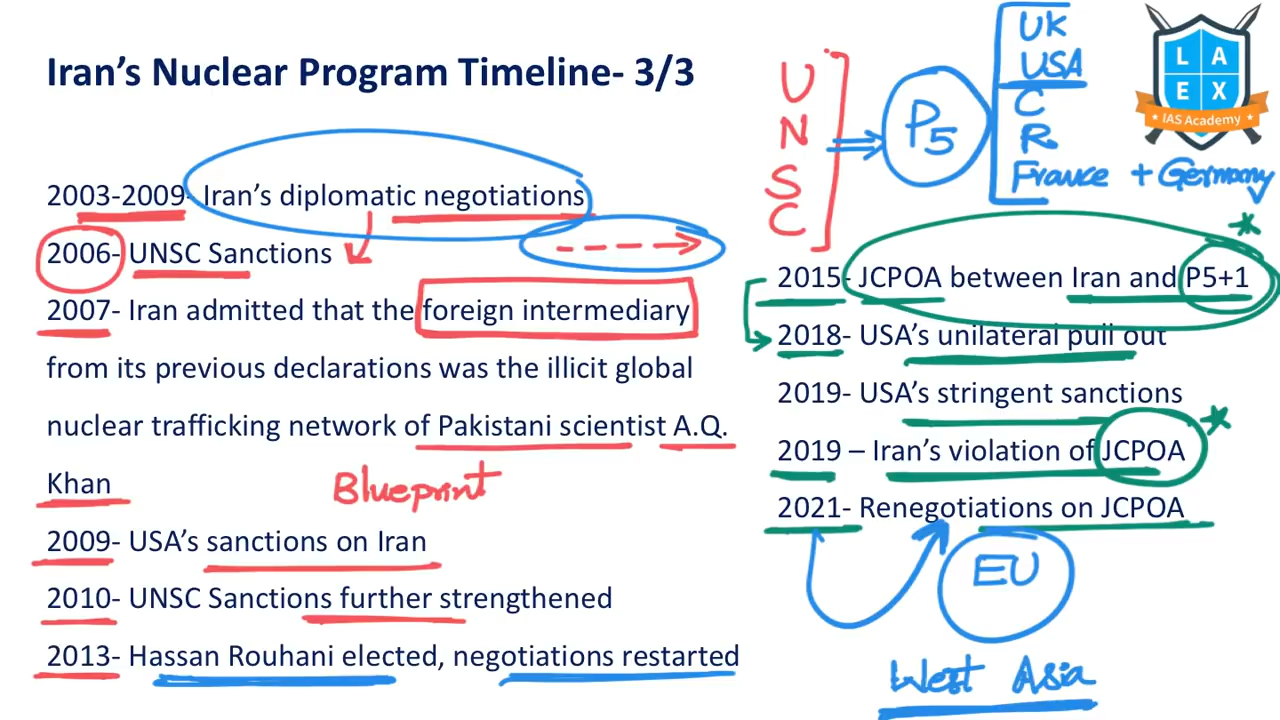 Iran's Nuclear Program Timeline- 3/3
2003-2009- Iran's diplomatic negotiations
2006- UNSC Sanctions
2007- Iran admitted that the foreign intermediary
from its previous declarations was the illicit global
nuclear trafficking network of Pakistani scientist A.Q.
Khan
Blueprint
2009- USA's sanctions on Iran
2010- UNSC Sanctions further strengthened
2013- Hassan Rouhani elected, negotiations restarted
U
N
S
C
P5
UK
USA
C
R
France + Germany
L A
E X
IAS Academy
2015- JCPOA between Iran and P5+1
2018- USA's unilateral pull out
2019- USA's stringent sanctions
2019 – Iran's violation of JCPOA
2021- Renegotiations on JCPOA
EU
West Asia